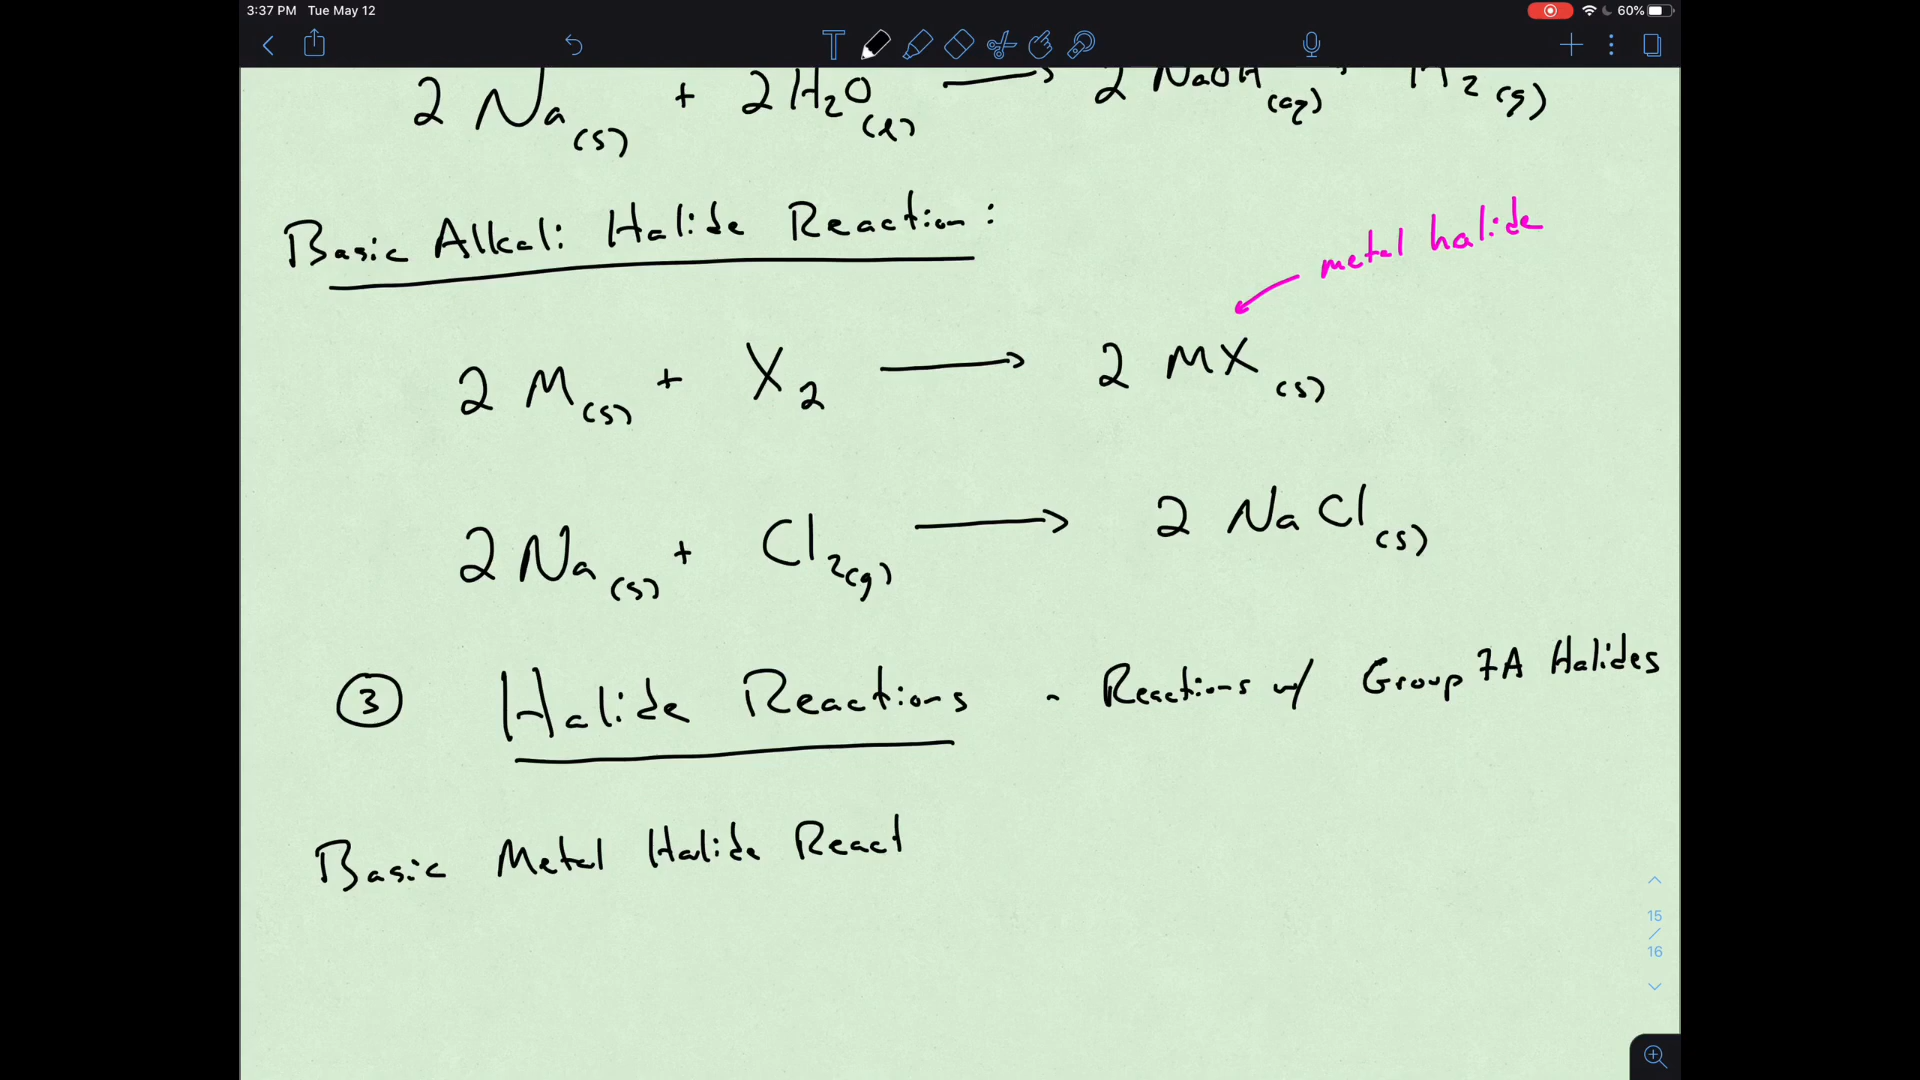 3:37 PM Tue May 12
60%
2 Na(s) + 2H₂O(l) → 2 NaOH(aq) + H₂(g)
Basic Alkali Halide Reaction:
metal halide
2 M(s) + X₂ → 2 MX(s)
2 Na(s) + Cl₂(g) → 2 NaCl(s)
③ Halide Reactions - Reactions w/ Group 7A Halides
Basic Metal Halide React
15
/
16